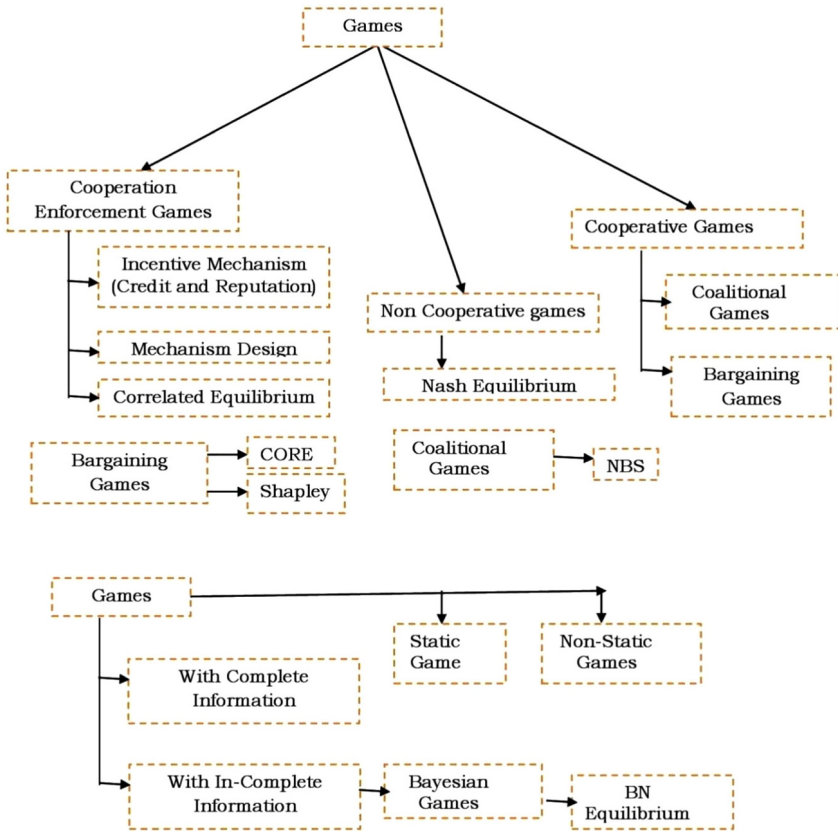 Games
Cooperation
Enforcement Games
Incentive Mechanism
(Credit and Reputation)
Mechanism Design
Correlated Equilibrium
Non Cooperative games
Nash Equilibrium
Cooperative Games
Coalitional
Games
Bargaining
Games
Bargaining
Games
CORE
Shapley
Coalitional
Games
NBS
Games
Static
Game
Non-Static
Games
With Complete
Information
With In-Complete
Information
Bayesian
Games
BN
Equilibrium